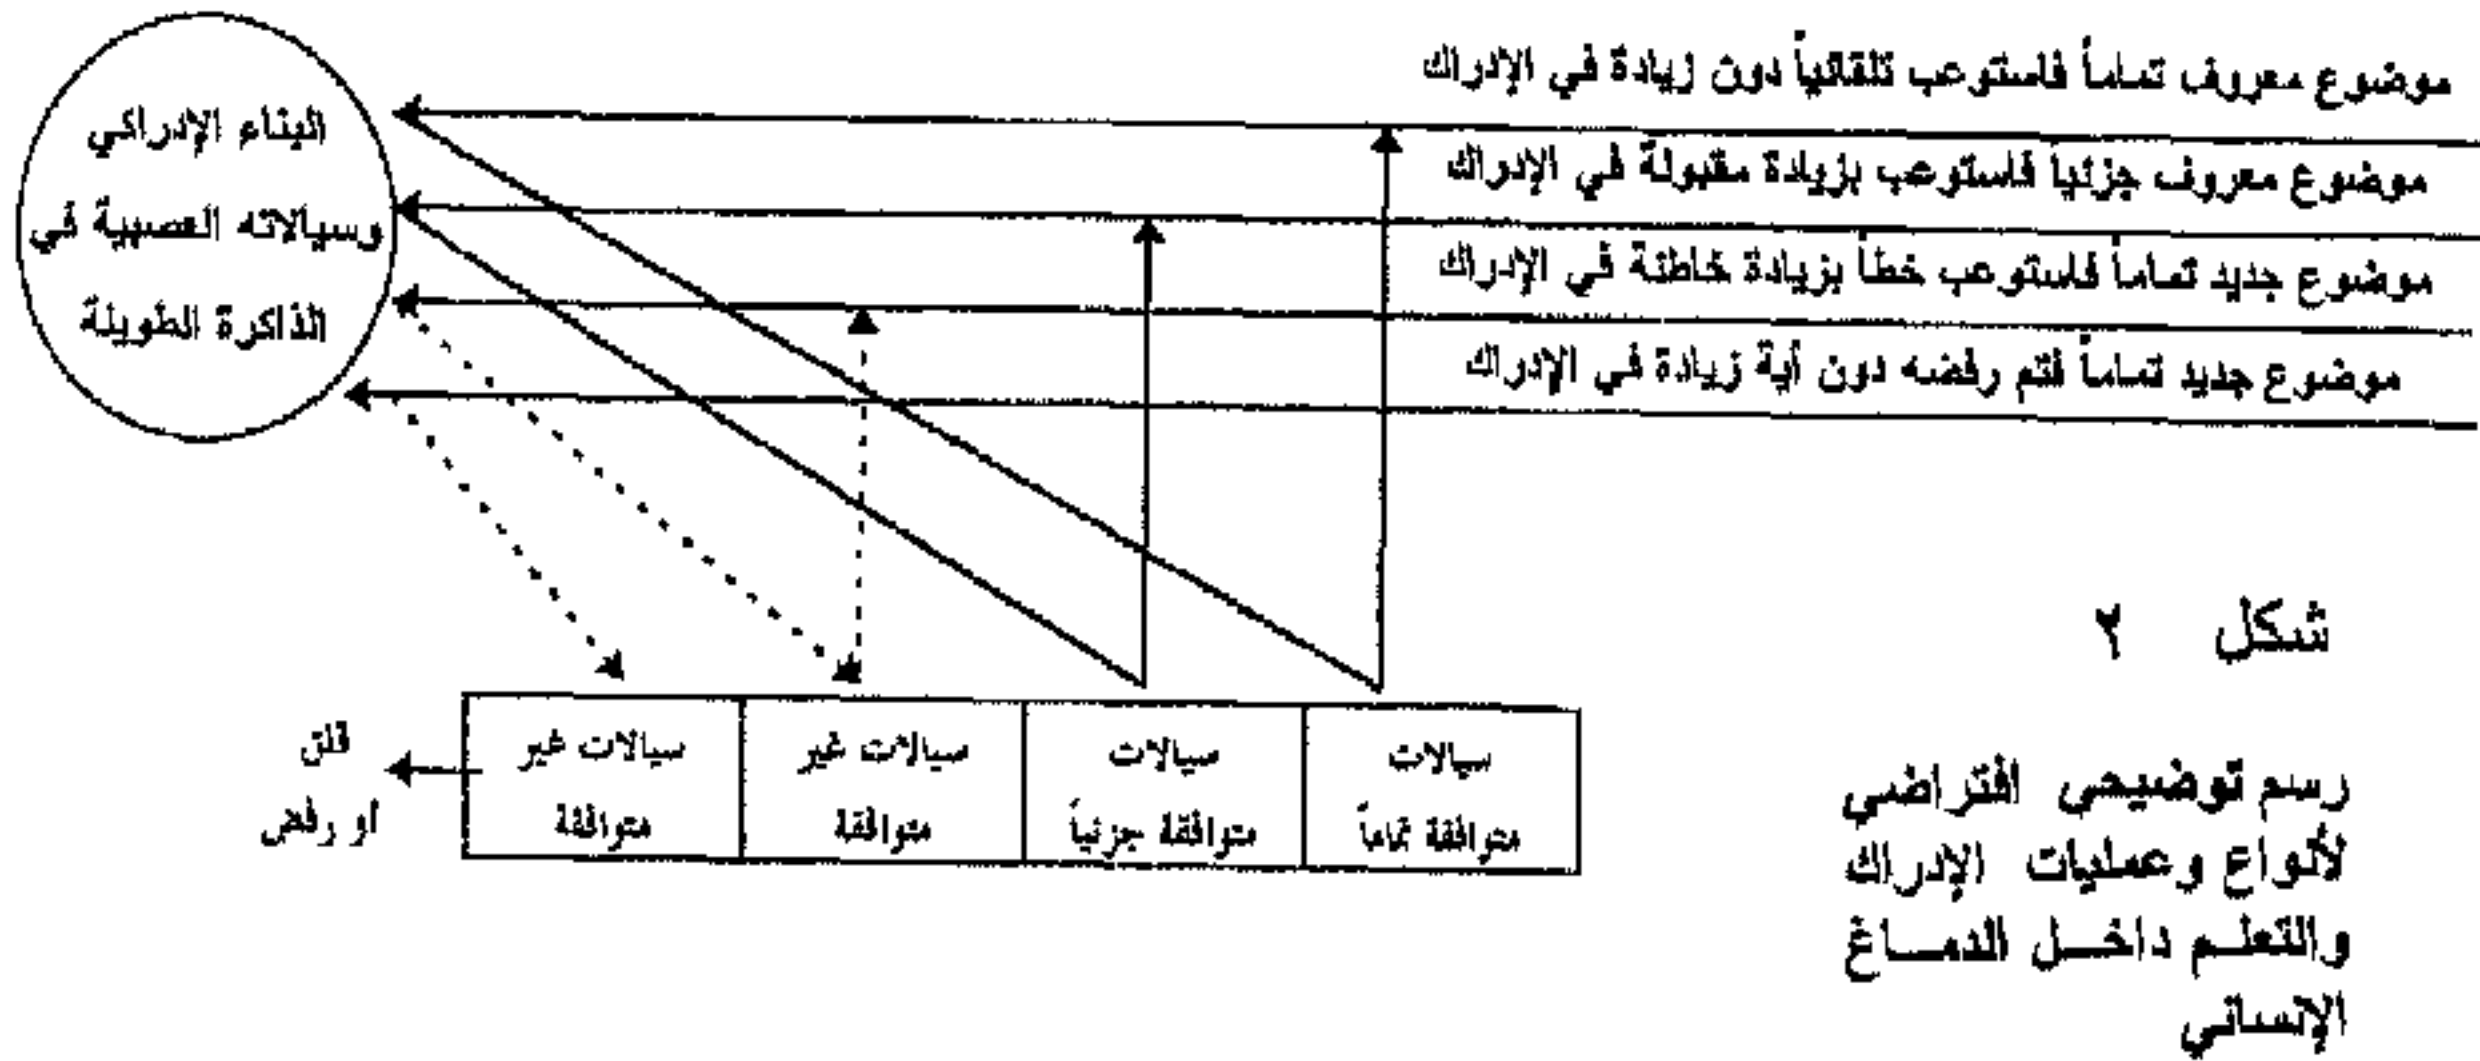 موضوع معروف تماماً فاستوعب تلقائياً دون زيادة في الإدراك
موضوع معروف جزئياً فاستوعب بزيادة مقبولة في الإدراك
موضوع جديد تماماً فاستوعب خطأ بزيادة خاطئة في الإدراك
موضوع جديد تماماً فتم رفضه دون أية زيادة في الإدراك
البناء الإدراكي
وسيالاته العصبية في
الذاكرة الطويلة
شكل ٢
رسم توضيحي افتراضي
لأنواع وعمليات الإدراك
والتعلم داخل الدماغ
الإنساني
سيالات
متوافقة تماماً
سيالات
متوافقة جزئياً
سيالات غير
متوافقة
سيالات غير
متوافقة
قلق
او رفض